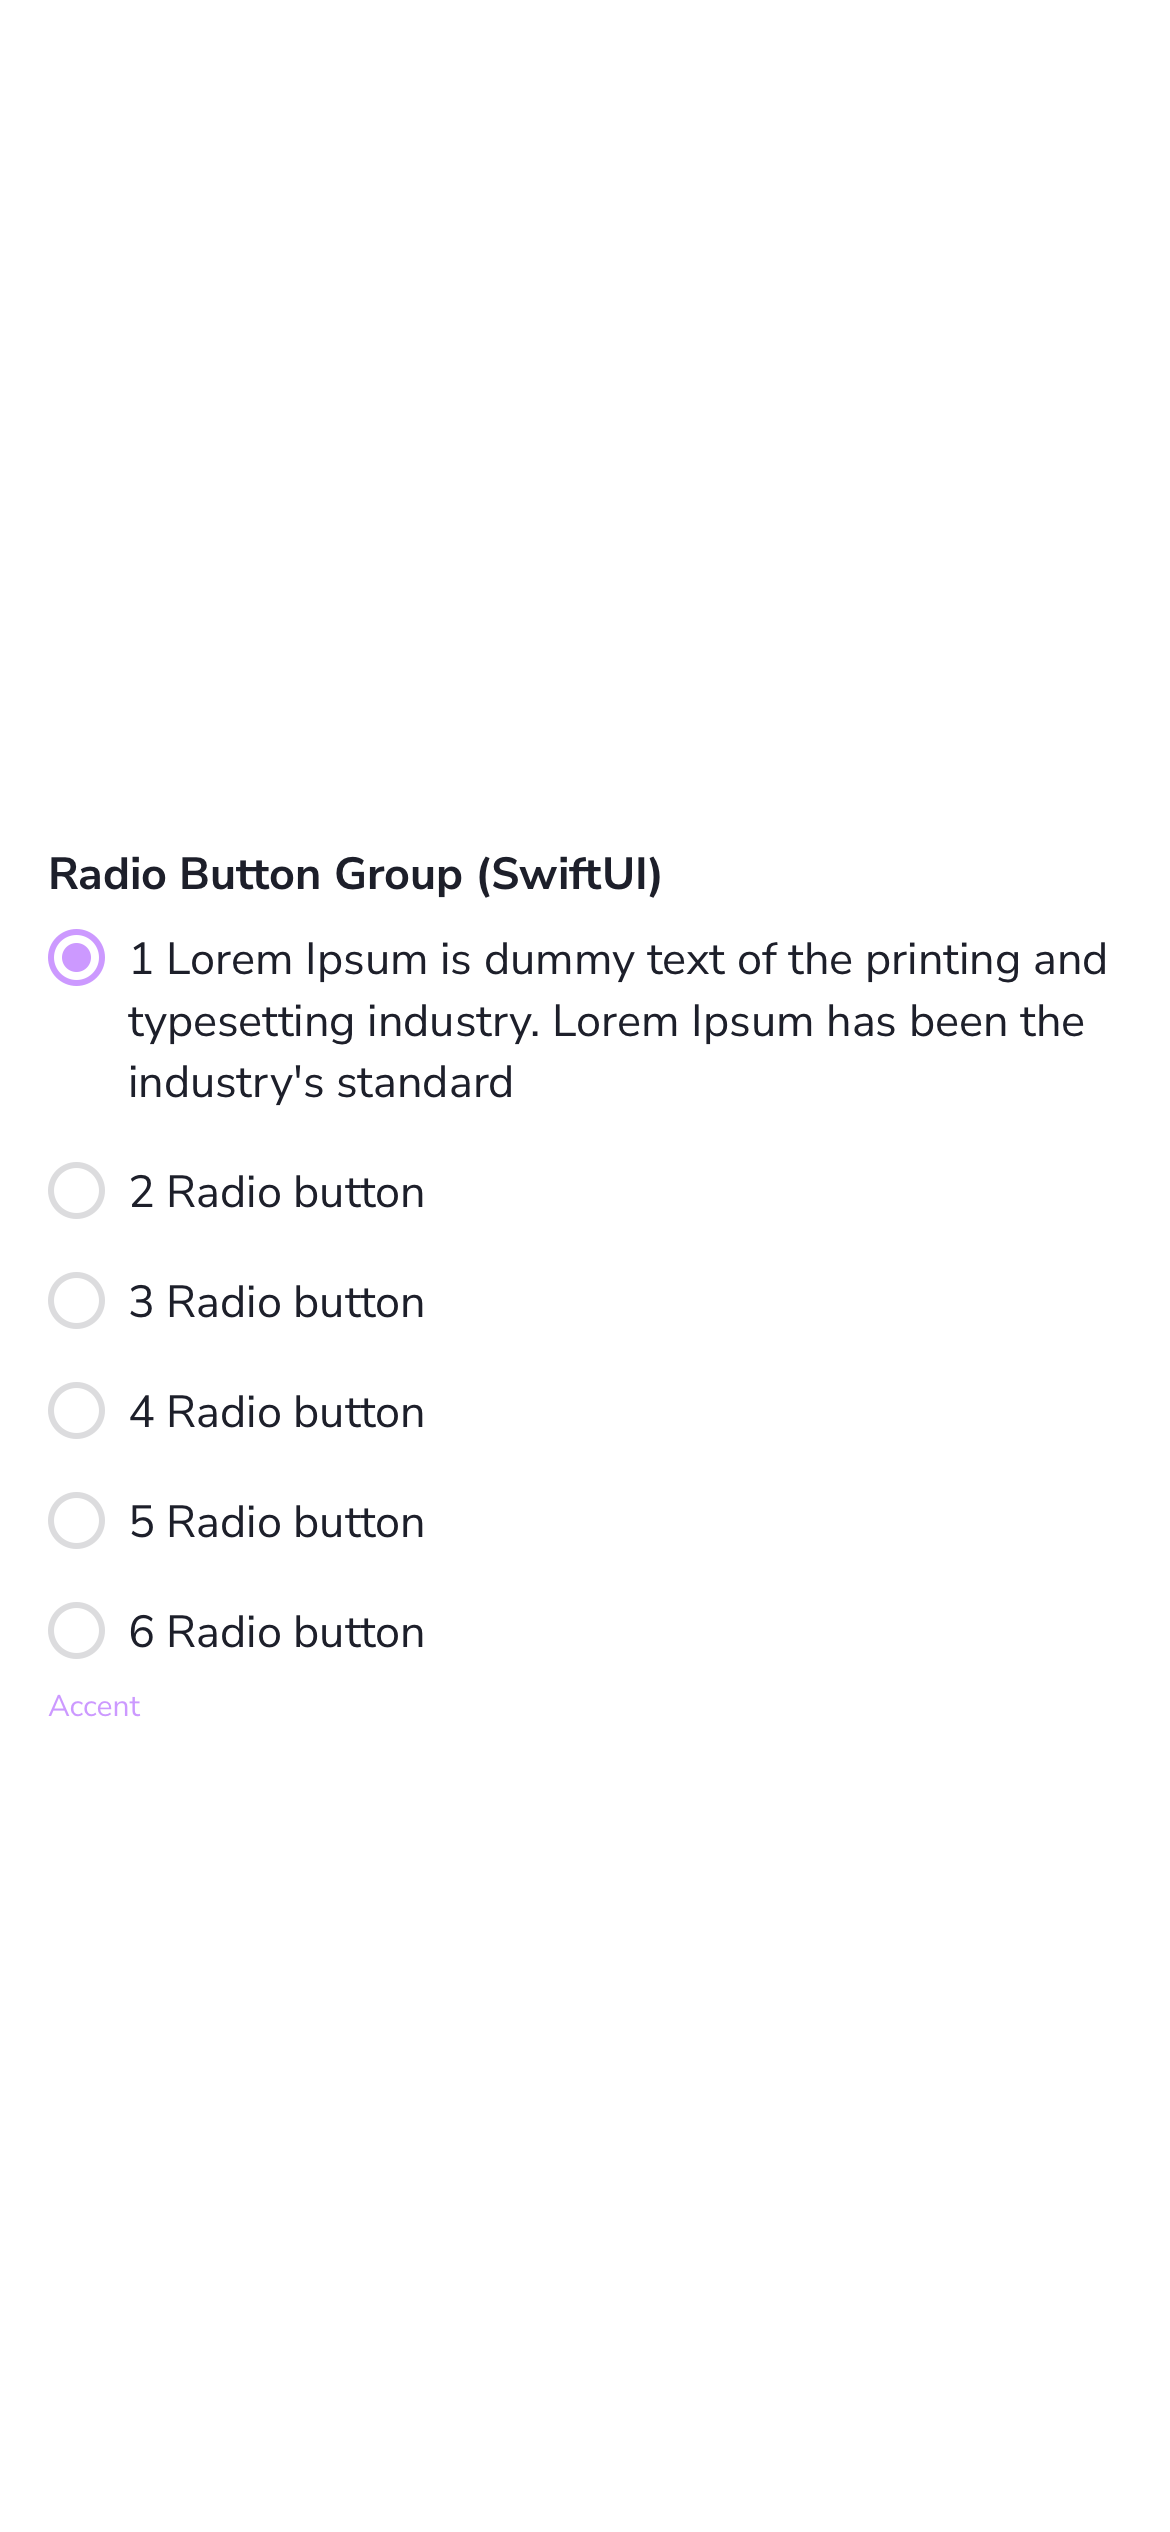 Radio Button Group (SwiftUI)
1 Lorem Ipsum is dummy text of the printing and
typesetting industry. Lorem Ipsum has been the
industry's standard
2 Radio button
3 Radio button
4 Radio button
5 Radio button
6 Radio button
Accent